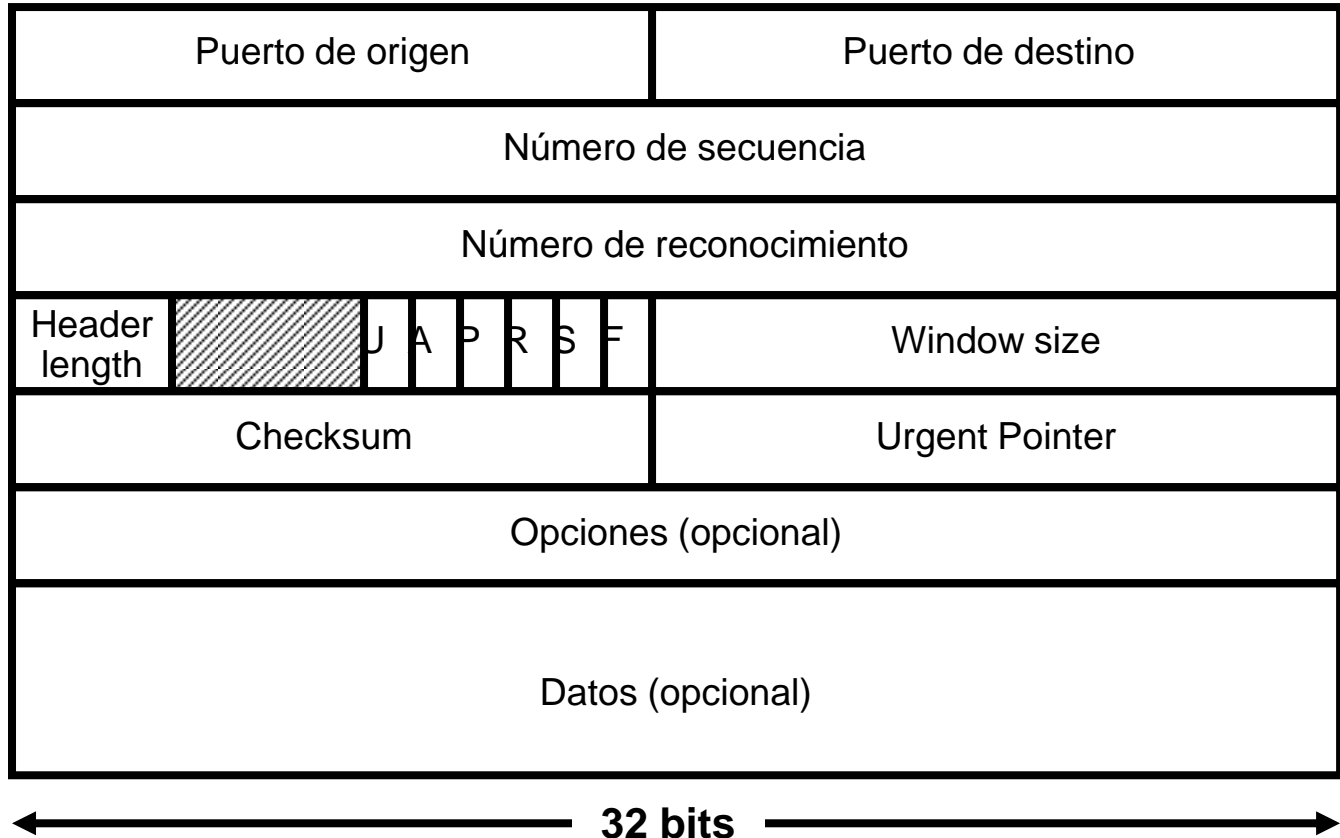 Puerto de origen
Puerto de destino
Número de secuencia
Número de reconocimiento
Header
length
U A P R S F
Window size
Checksum
Urgent Pointer
Opciones (opcional)
Datos (opcional)
32 bits